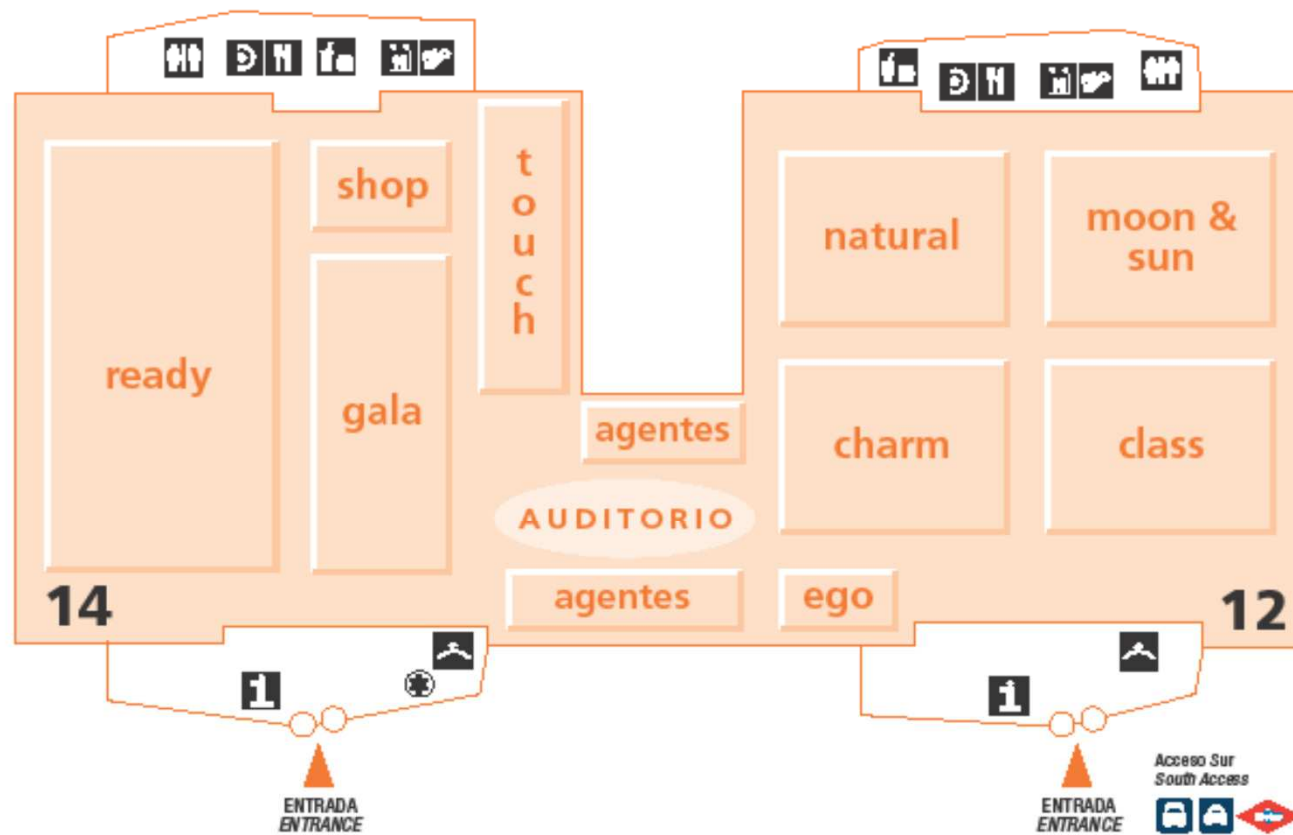 shop
touch
ready
gala
agentes
AUDITORIO
agentes
14
natural
moon &
sun
charm
class
ego
12
ENTRADA
ENTRANCE
ENTRADA
ENTRANCE
Acceso Sur
South Access